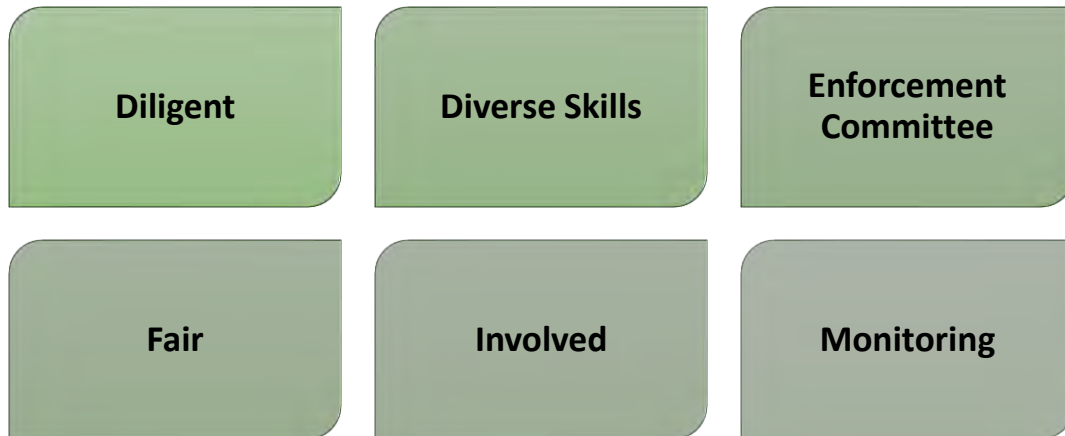 Diligent
Diverse Skills
Enforcement
Committee
Fair
Involved
Monitoring